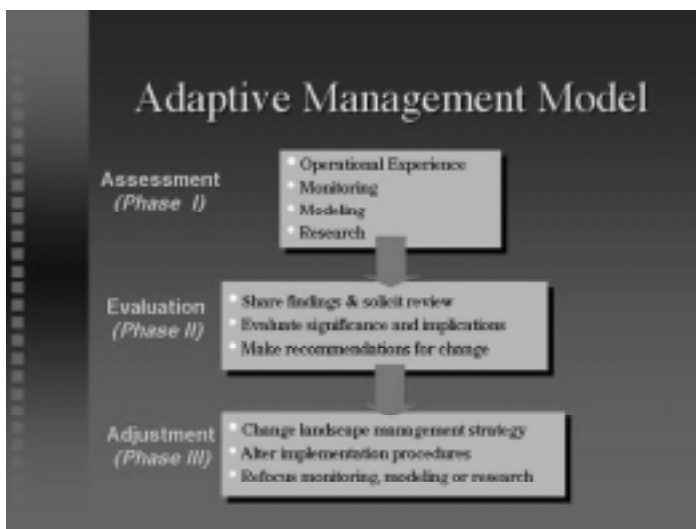 Adaptive Management Model
Assessment
(Phase I)
• Operational Experience
• Monitoring
• Modeling
• Research
Evaluation
(Phase II)
• Share findings & solicit review
• Evaluate significance and implications
• Make recommendations for change
Adjustment
(Phase III)
• Change landscape management strategy
• Alter implementation procedures
• Refocus monitoring, modeling or research